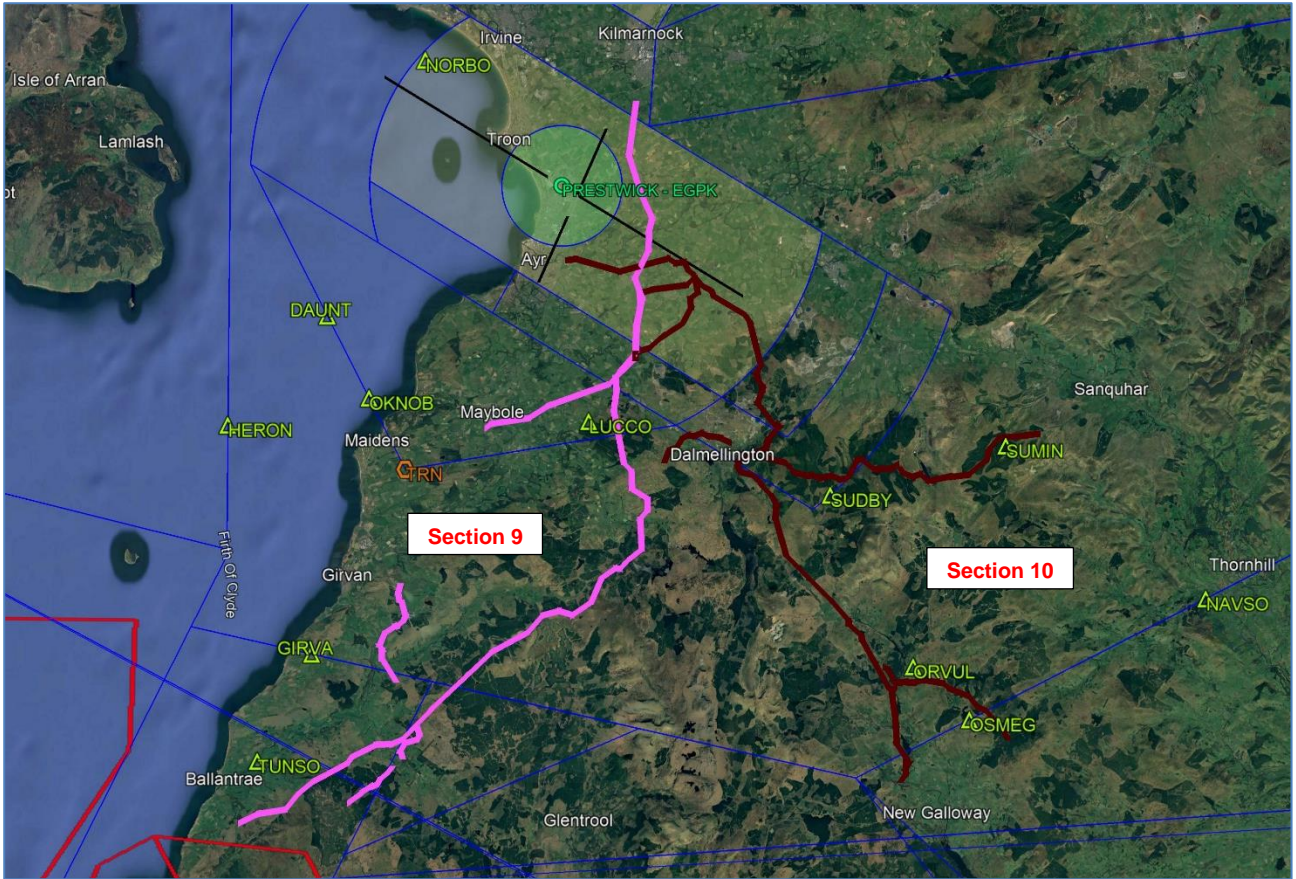 Irvine
Kilmarnock
NORBO
Isle of Arran
Troon
Lamlash
PRESTWICK - EGPK
ot
Ayr
DAUNT
Sanquhar
OKNOB
Maybole
LUCCO
HERON
Maidens
TRN
Dalmellington
SUMIN
SUDBY
Section 9
Firth Of Clyde
Section 10
Thornhill
Girvan
NAVSO
GIRVA
ORVUL
OSMEG
TUNSO
Ballantrae
Glentrool
New Galloway